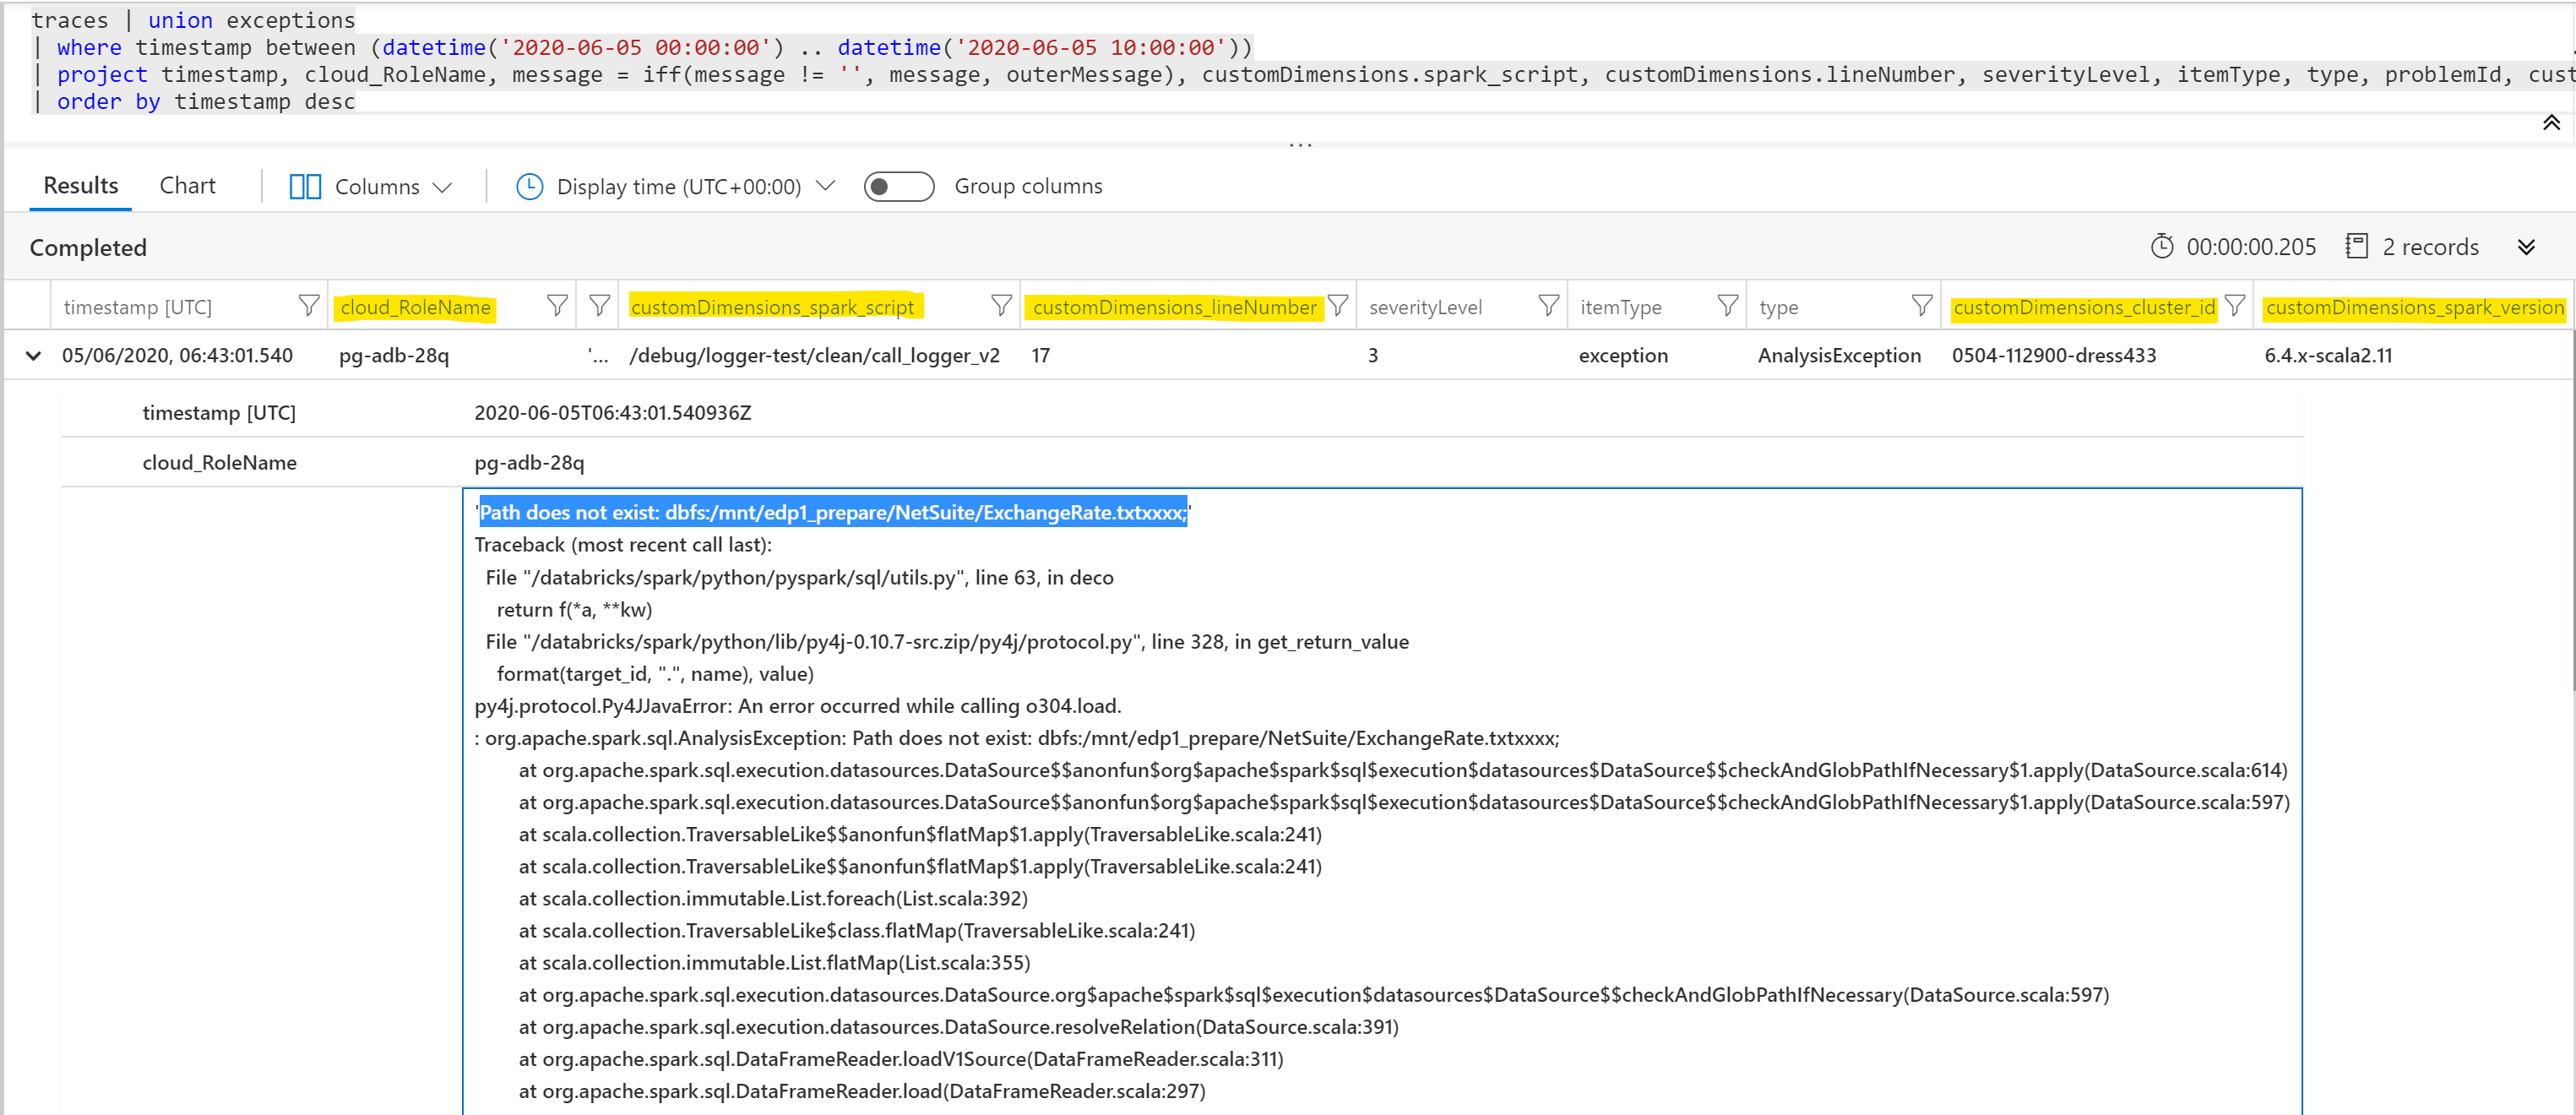 traces | union exceptions
| where timestamp between (datetime('2020-06-05 00:00:00') .. datetime('2020-06-05 10:00:00'))
| project timestamp, cloud_RoleName, message = iff(message != '', message, outerMessage), customDimensions.spark_script, customDimensions.lineNumber, severityLevel, itemType, type, problemId, cust
| order by timestamp desc
Results Chart Columns Display time (UTC+00:00) Group columns
Completed 00:00:00.205 2 records
timestamp [UTC] cloud_RoleName customDimensions_spark_script customDimensions_lineNumber severityLevel itemType type customDimensions_cluster_id customDimensions_spark_version
05/06/2020, 06:43:01.540 pg-adb-28q '... /debug/logger-test/clean/call_logger_v2 17 3 exception AnalysisException 0504-112900-dress433 6.4.x-scala2.11
timestamp [UTC] 2020-06-05T06:43:01.540936Z
cloud_RoleName pg-adb-28q
'Path does not exist: dbfs:/mnt/edp1_prepare/NetSuite/ExchangeRate.txtxxxx;'
Traceback (most recent call last):
File "/databricks/spark/python/pyspark/sql/utils.py", line 63, in deco
return f(*a, **kw)
File "/databricks/spark/python/lib/py4j-0.10.7-src.zip/py4j/protocol.py", line 328, in get_return_value
format(target_id, ".", name), value)
py4j.protocol.Py4JJavaError: An error occurred while calling o304.load.
: org.apache.spark.sql.AnalysisException: Path does not exist: dbfs:/mnt/edp1_prepare/NetSuite/ExchangeRate.txtxxxx;
at org.apache.spark.sql.execution.datasources.DataSource$$anonfun$org$apache$spark$sql$execution$datasources$DataSource$$checkAndGlobPathIfNecessary$1.apply(DataSource.scala:614)
at org.apache.spark.sql.execution.datasources.DataSource$$anonfun$org$apache$spark$sql$execution$datasources$DataSource$$checkAndGlobPathIfNecessary$1.apply(DataSource.scala:597)
at scala.collection.TraversableLike$$anonfun$flatMap$1.apply(TraversableLike.scala:241)
at scala.collection.TraversableLike$$anonfun$flatMap$1.apply(TraversableLike.scala:241)
at scala.collection.immutable.List.foreach(List.scala:392)
at scala.collection.TraversableLike$class.flatMap(TraversableLike.scala:241)
at scala.collection.immutable.List.flatMap(List.scala:355)
at org.apache.spark.sql.execution.datasources.DataSource.org$apache$spark$sql$execution$datasources$DataSource$$checkAndGlobPathIfNecessary(DataSource.scala:597)
at org.apache.spark.sql.execution.datasources.DataSource.resolveRelation(DataSource.scala:391)
at org.apache.spark.sql.DataFrameReader.loadV1Source(DataFrameReader.scala:311)
at org.apache.spark.sql.DataFrameReader.load(DataFrameReader.scala:297)